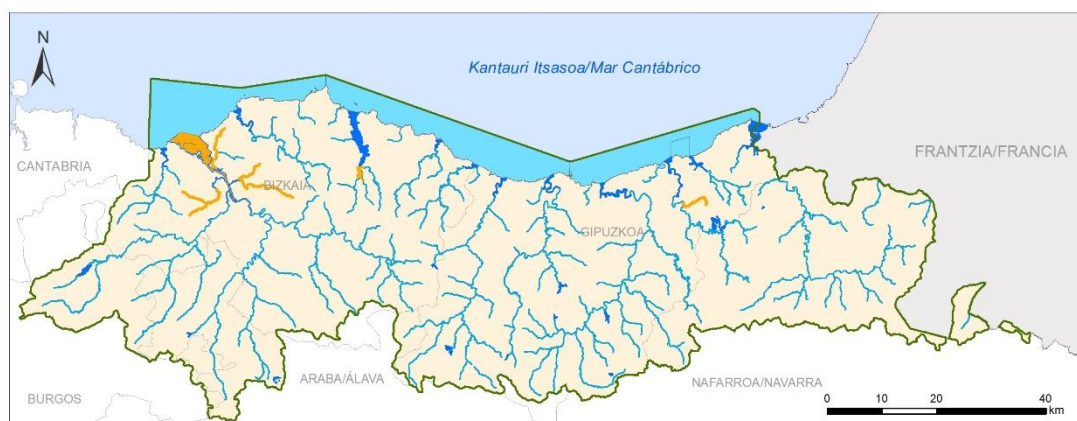 N
Kantauri Itsasoa/Mar Cantábrico
CANTABRIA
FRANTZIA/FRANCIA
BIZKAIA
GIPUZKOA
ARABA/ÁLAVA
NAFARROA/NAVARRA
BURGOS
0 10 20 40
km